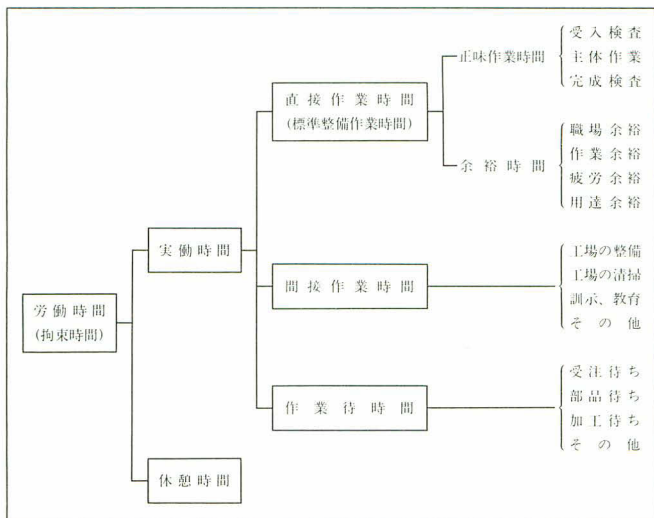 労働時間
(拘束時間)
実働時間
休憩時間
直接作業時間
(標準整備作業時間)
間接作業時間
作業待時間
正味作業時間
受入検査
主体作業
完成検査
余裕時間
職場余裕
作業余裕
疲労余裕
用達余裕
工場の整備
工場の清掃
訓示、教育
その他
受注待ち
部品待ち
加工待ち
その他